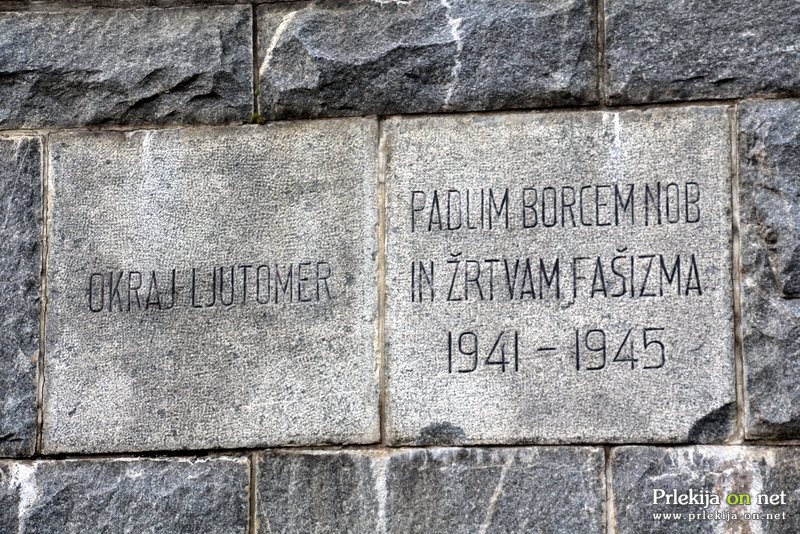 OKRAJ LJUTOMER
PADLIM BORCEM NOB
IN ŽRTVAM FAŠIZMA
1941 - 1945
Prlekija on net
www.prlekija.on.net